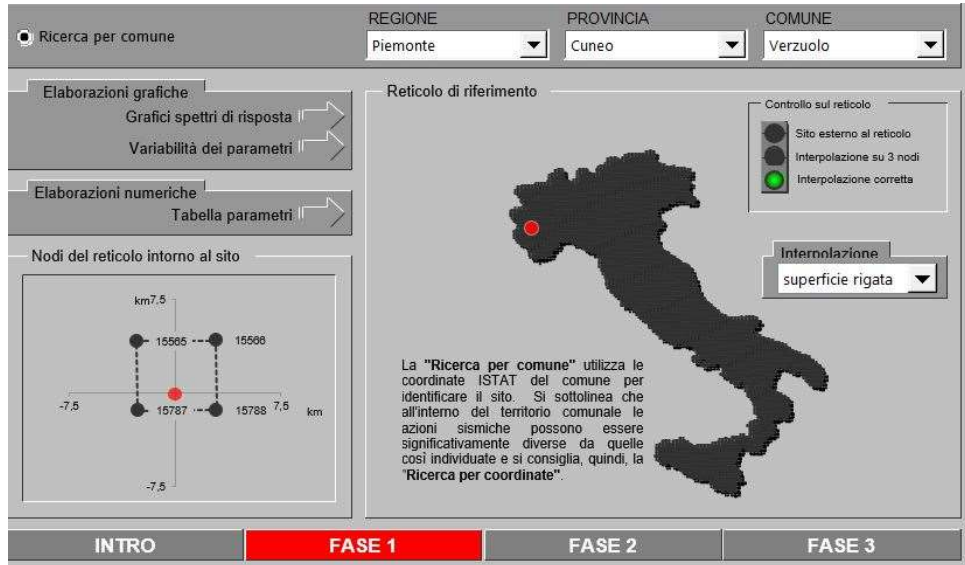 REGIONE PROVINCIA COMUNE
Ricerca per comune Piemonte Cuneo Verzuolo
Elaborazioni grafiche
Grafici spettri di risposta
Variabilità dei parametri
Elaborazioni numeriche
Tabella parametri
Nodi del reticolo intorno al sito
km 7,5
15565 15566
-7,5 15787 15788 7,5 km
-7,5
Reticolo di riferimento
Controllo sul reticolo
Sito esterno al reticolo
Interpolazione su 3 nodi
Interpolazione corretta
Interpolazione
superficie rigata
La "Ricerca per comune" utilizza le
coordinate ISTAT del comune per
identificare il sito. Si sottolinea che
all'interno del territorio comunale le
azioni sismiche possono essere
significativamente diverse da quelle
così individuate e si consiglia, quindi, la
"Ricerca per coordinate".
INTRO FASE 1 FASE 2 FASE 3